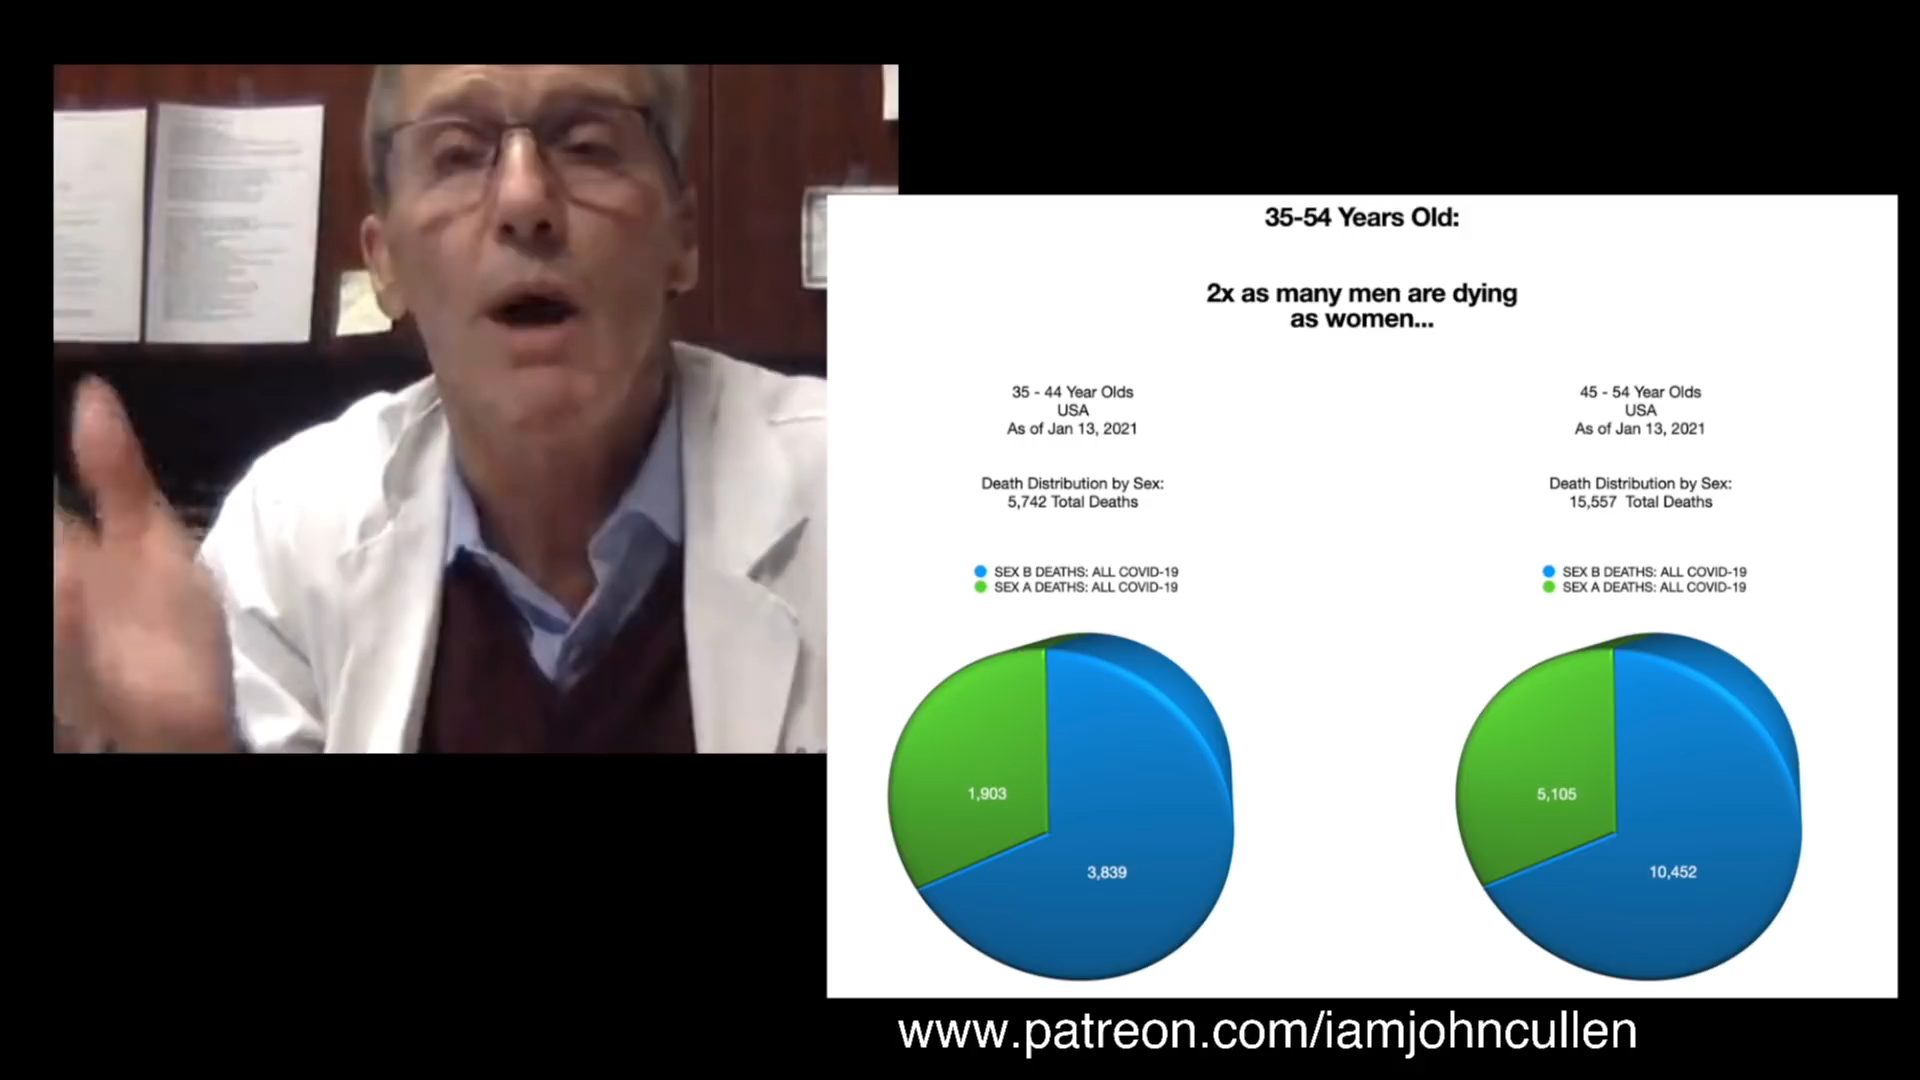 35-54 Years Old:
2x as many men are dying
as women...
35 - 44 Year Olds
USA
As of Jan 13, 2021
Death Distribution by Sex:
5,742 Total Deaths
SEX B DEATHS: ALL COVID-19
SEX A DEATHS: ALL COVID-19
1,903
3,839
45 - 54 Year Olds
USA
As of Jan 13, 2021
Death Distribution by Sex:
15,557 Total Deaths
SEX B DEATHS: ALL COVID-19
SEX A DEATHS: ALL COVID-19
5,105
10,452
www.patreon.com/iamjohncullen